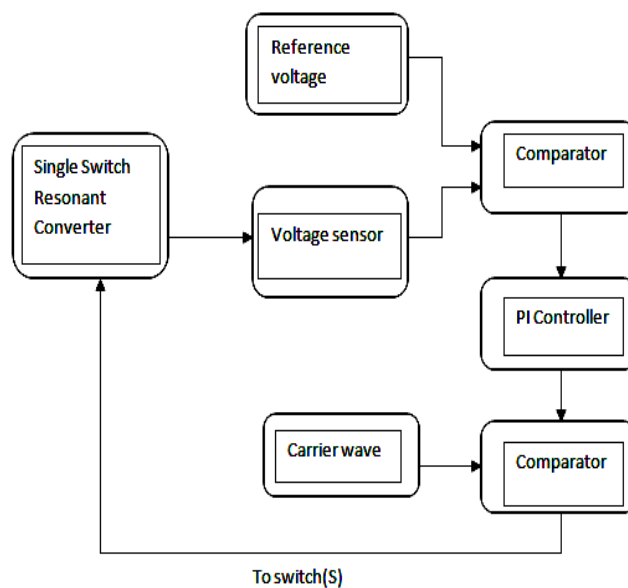 Reference
voltage
Comparator
Single Switch
Resonant
Converter
Voltage sensor
PI Controller
Carrier wave
Comparator
To switch(S)